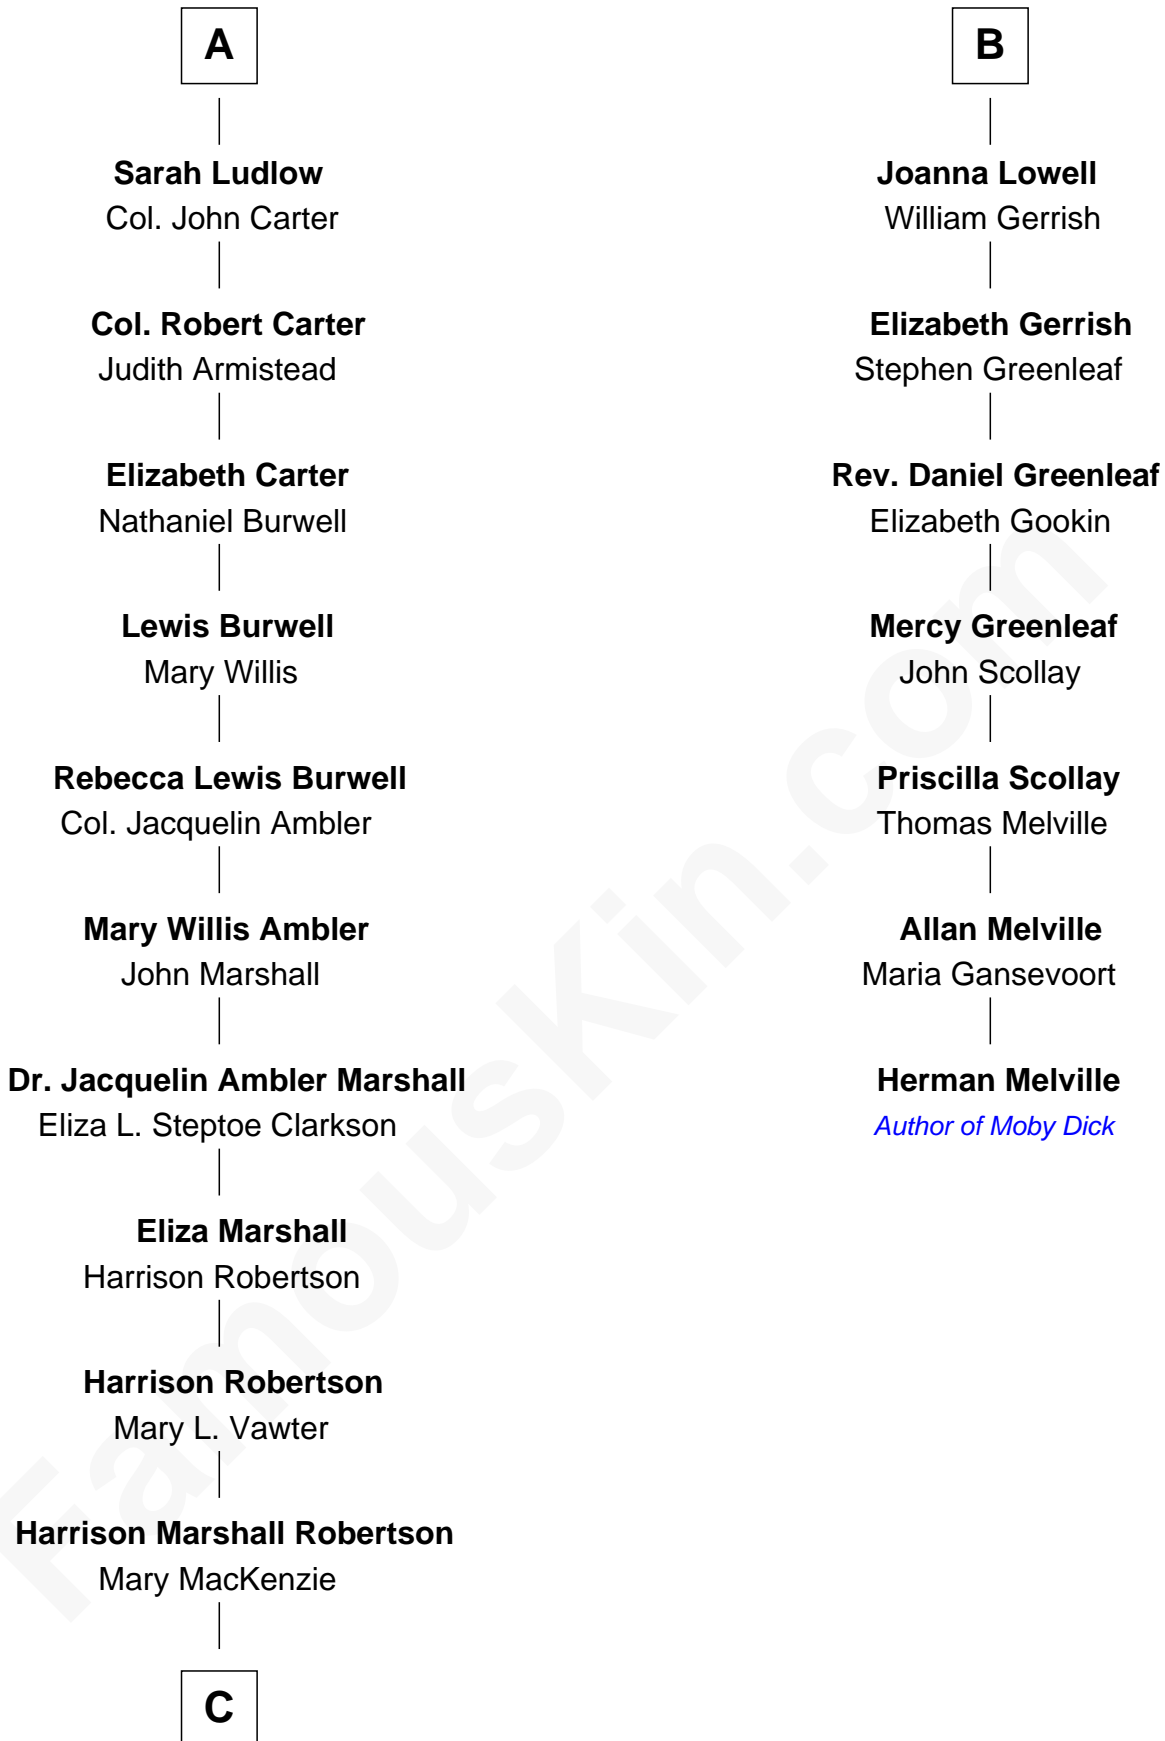 A
Sarah Ludlow
Col. John Carter
Col. Robert Carter
Judith Armistead
Elizabeth Carter
Nathaniel Burwell
Lewis Burwell
Mary Willis
Rebecca Lewis Burwell
Col. Jacquelin Ambler
Mary Willis Ambler
John Marshall
Dr. Jacquelin Ambler Marshall
Eliza L. Steptoe Clarkson
Eliza Marshall
Harrison Robertson
Harrison Robertson
Mary L. Vawter
Harrison Marshall Robertson
Mary MacKenzie
C
B
Joanna Lowell
William Gerrish
Elizabeth Gerrish
Stephen Greenleaf
Rev. Daniel Greenleaf
Elizabeth Gookin
Mercy Greenleaf
John Scollay
Priscilla Scollay
Thomas Melville
Allan Melville
Maria Gansevoort
Herman Melville
Author of Moby Dick
FamousKin.com